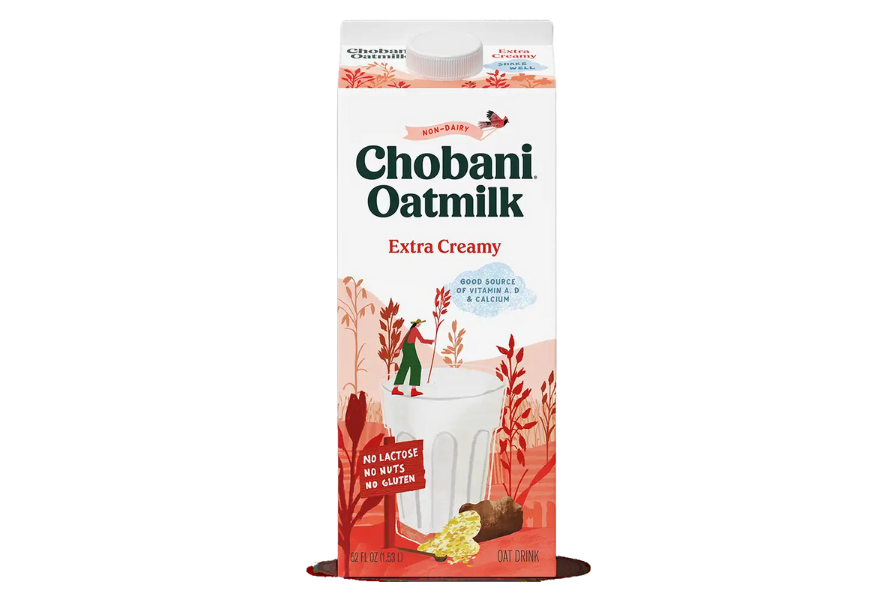 Chobani
Oatmilk
Extra
Creamy
SHAKE
WELL
NON-DAIRY
Chobani
Oatmilk
Extra Creamy
GOOD SOURCE
OF VITAMIN A, D
& CALCIUM
NO LACTOSE
NO NUTS
NO GLUTEN
52 FL OZ (1.53 L)
OAT DRINK